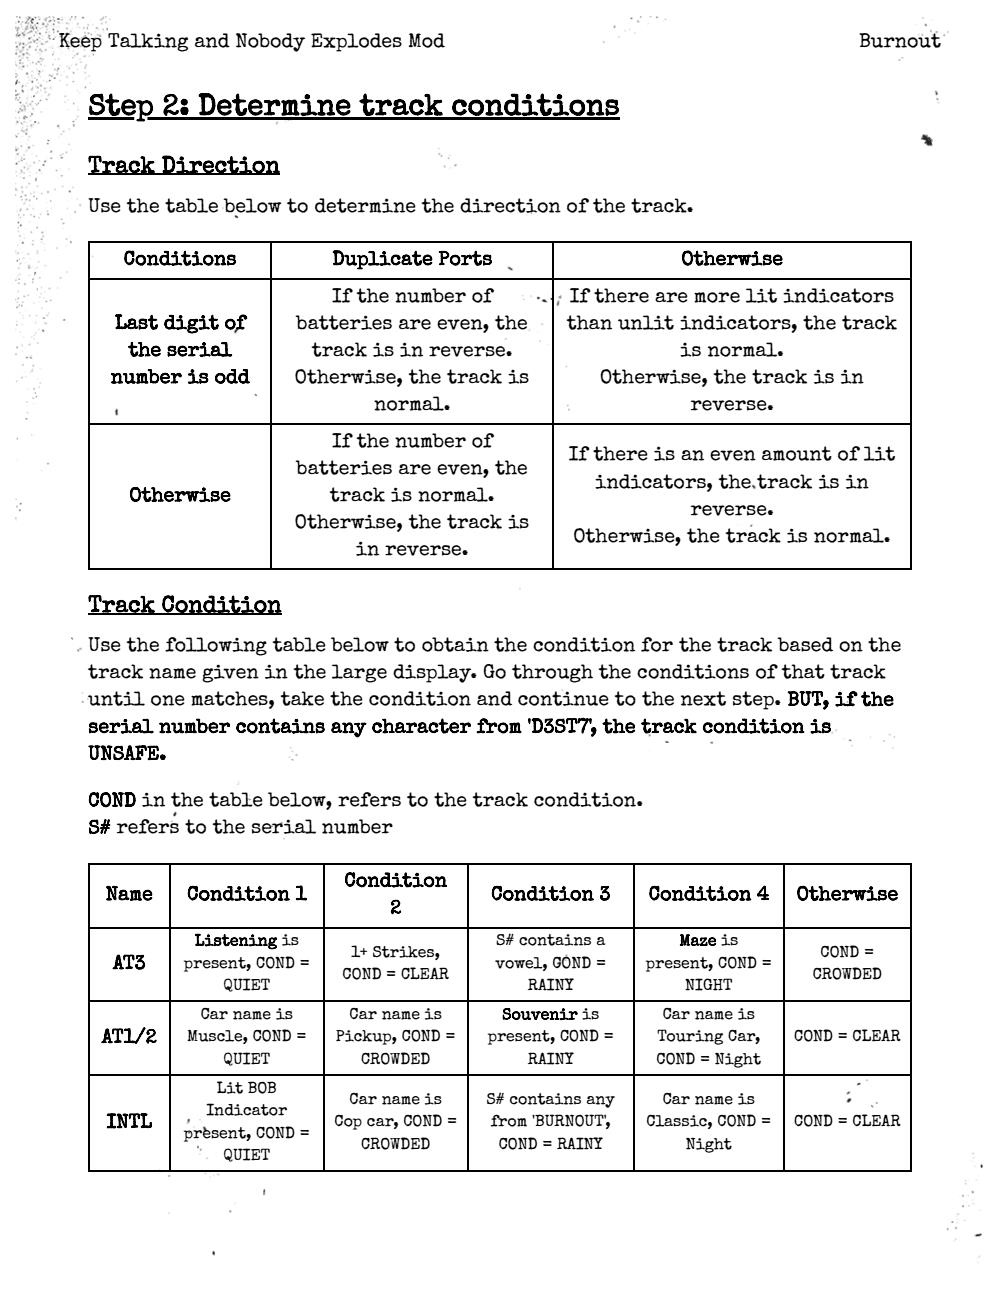 Keep Talking and Nobody Explodes Mod
Burnout
Step 2: Determine track conditions
Track Direction
Use the table below to determine the direction of the track.
Conditions
Duplicate Ports
Otherwise
Last digit of
the serial
number is odd
If the number of
batteries are even, the
track is in reverse.
Otherwise, the track is
normal.
If there are more lit indicators
than unlit indicators, the track
is normal.
Otherwise, the track is in
reverse.
Otherwise
If the number of
batteries are even, the
track is normal.
Otherwise, the track is
in reverse.
If there is an even amount of lit
indicators, the track is in
reverse.
Otherwise, the track is normal.
Track Condition
Use the following table below to obtain the condition for the track based on the
track name given in the large display. Go through the conditions of that track
until one matches, take the condition and continue to the next step. BUT, if the
serial number contains any character from 'D3ST7', the track condition is
UNSAFE.
COND in the table below, refers to the track condition.
S# refers to the serial number
Name
Condition 1
Condition
2
Condition 3
Condition 4
Otherwise
AT3
Listening is
present, COND =
QUIET
1+ Strikes,
COND = CLEAR
S# contains a
vowel, COND =
RAINY
Maze is
present, COND =
NIGHT
COND =
CROWDED
AT1/2
Car name is
Muscle, COND =
QUIET
Car name is
Pickup, COND =
CROWDED
Souvenir is
present, COND =
RAINY
Car name is
Touring Car,
COND = Night
COND = CLEAR
INTL
Lit BOB
Indicator
present, COND =
QUIET
Car name is
Cop car, COND =
CROWDED
S# contains any
from 'BURNOUT',
COND = RAINY
Car name is
Classic, COND =
Night
COND = CLEAR